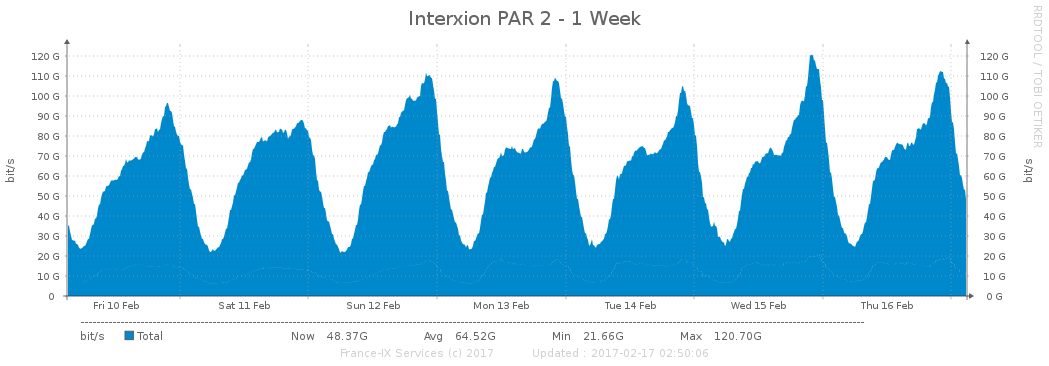 Interxion PAR 2 - 1 Week
RRDTOOL / TOBI OETIKER
bit/s
120 G 120 G
110 G 110 G
100 G 100 G
90 G 90 G
80 G 80 G
70 G 70 G
60 G 60 G
50 G 50 G
40 G 40 G
30 G 30 G
20 G 20 G
10 G 10 G
0 0 G
bit/s
Fri 10 Feb Sat 11 Feb Sun 12 Feb Mon 13 Feb Tue 14 Feb Wed 15 Feb Thu 16 Feb
bit/s Total Now 48.37G Avg 64.52G Min 21.66G Max 120.70G
France-IX Services (c) 2017 Updated : 2017-02-17 02:50:06